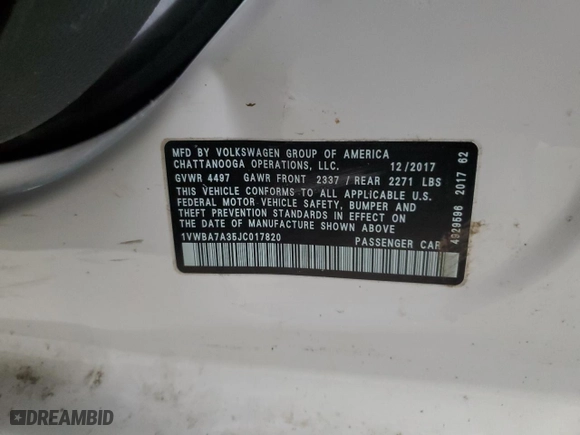 MFD BY VOLKSWAGEN GROUP OF AMERICA
CHATTANOOGA OPERATIONS, LLC. 12/2017
GVWR 4497 GAWR FRONT 2337 / REAR 2271 LBS
THIS VEHICLE CONFORMS TO ALL APPLICABLE U.S.
FEDERAL MOTOR VEHICLE SAFETY, BUMPER AND
THEFT PREVENTION STANDARDS IN EFFECT ON
THE DATE OF MANUFACTURE SHOWN ABOVE
1VWBA7A35JC017820 PASSENGER CAR
4929596 2017 62
DREAMBID